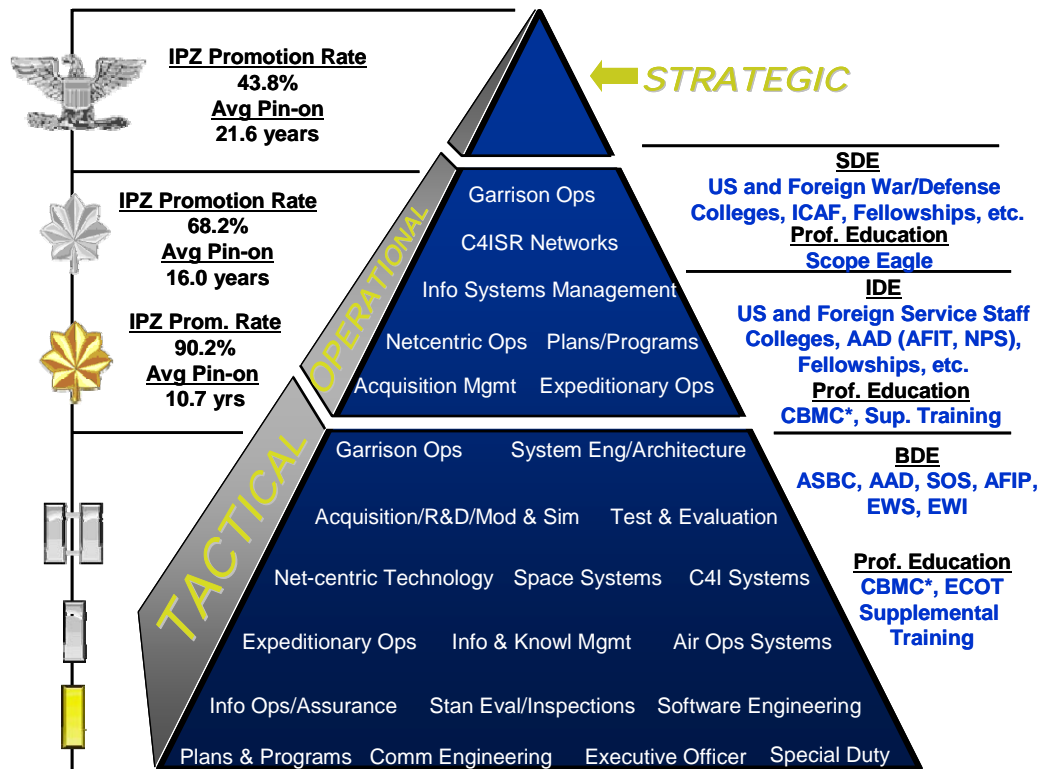 IPZ Promotion Rate
43.8%
Avg Pin-on
21.6 years
STRATEGIC
IPZ Promotion Rate
68.2%
Avg Pin-on
16.0 years
IPZ Prom. Rate
90.2%
Avg Pin-on
10.7 yrs
OPERATIONAL
Garrison Ops
C4ISR Networks
Info Systems Management
Netcentric Ops Plans/Programs
Acquisition Mgmt Expeditionary Ops
SDE
US and Foreign War/Defense
Colleges, ICAF, Fellowships, etc.
Prof. Education
Scope Eagle
IDE
US and Foreign Service Staff
Colleges, AAD (AFIT, NPS),
Fellowships, etc.
Prof. Education
CBMC*, Sup. Training
TACTICAL
Garrison Ops System Eng/Architecture
Acquisition/R&D/Mod & Sim Test & Evaluation
Net-centric Technology Space Systems C4I Systems
Expeditionary Ops Info & Knowl Mgmt Air Ops Systems
Info Ops/Assurance Stan Eval/Inspections Software Engineering
Plans & Programs Comm Engineering Executive Officer Special Duty
BDE
ASBC, AAD, SOS, AFIP,
EWS, EWI
Prof. Education
CBMC*, ECOT
Supplemental
Training